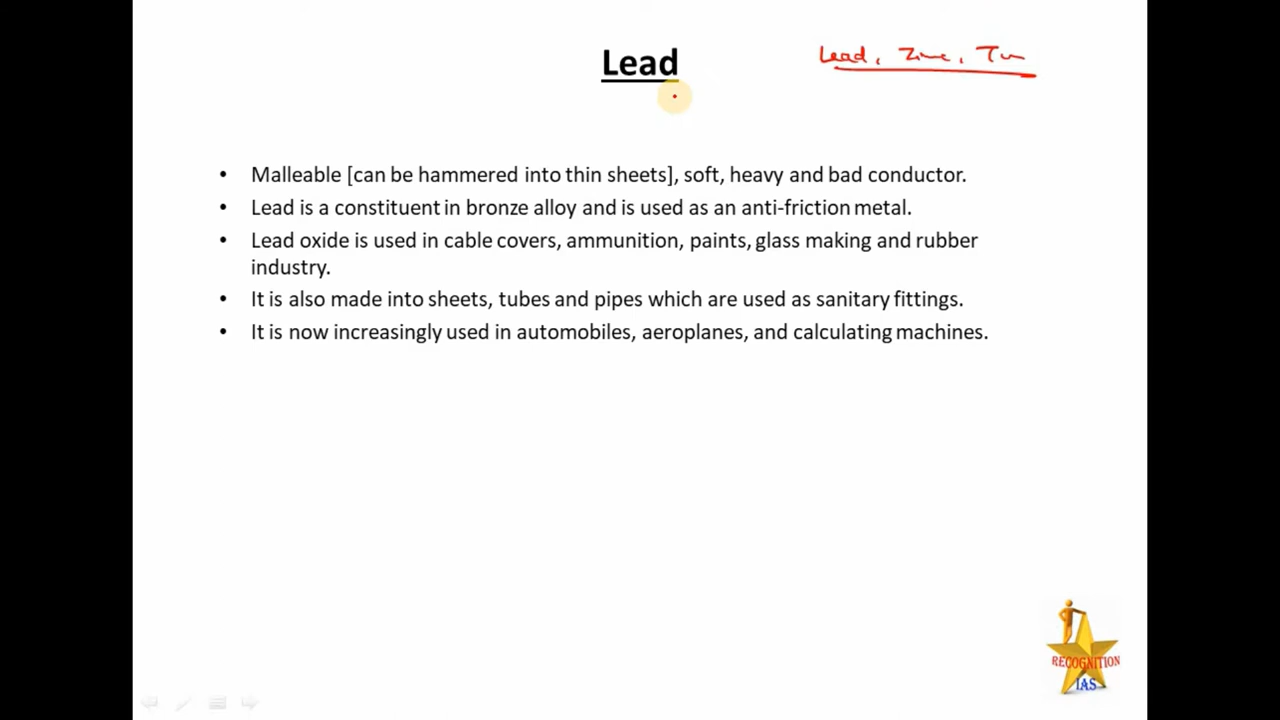 Lead
Lead, Zinc, Tin
• Malleable [can be hammered into thin sheets], soft, heavy and bad conductor.
• Lead is a constituent in bronze alloy and is used as an anti-friction metal.
• Lead oxide is used in cable covers, ammunition, paints, glass making and rubber
industry.
• It is also made into sheets, tubes and pipes which are used as sanitary fittings.
• It is now increasingly used in automobiles, aeroplanes, and calculating machines.
RECOGNITION
IAS